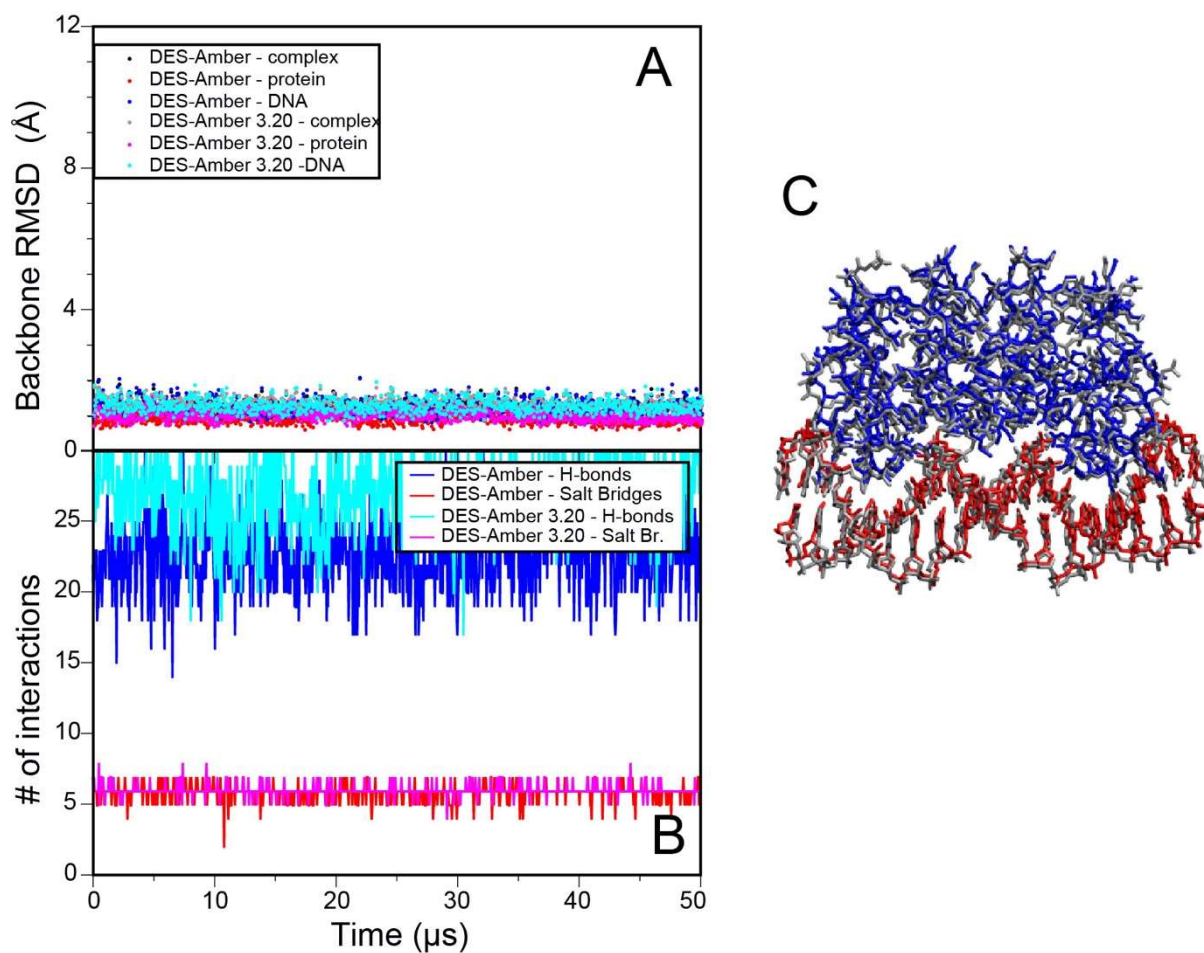 12
A
DES-Amber - complex
DES-Amber - protein
DES-Amber - DNA
DES-Amber 3.20 - complex
DES-Amber 3.20 - protein
DES-Amber 3.20 -DNA
8
4
0
Backbone RMSD (Å)
C
DES-Amber - H-bonds
DES-Amber - Salt Bridges
DES-Amber 3.20 - H-bonds
DES-Amber 3.20 - Salt Br.
25
20
15
10
5
0
# of interactions
B
0 10 20 30 40 50
Time (µs)